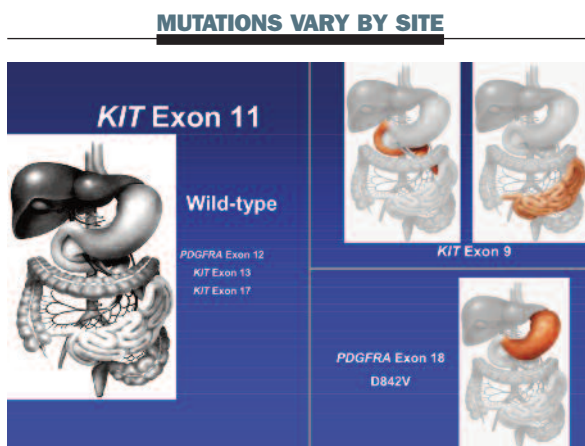 MUTATIONS VARY BY SITE
KIT Exon 11
Wild-type
PDGFRA Exon 12
KIT Exon 13
KIT Exon 17
KIT Exon 9
PDGFRA Exon 18
D842V